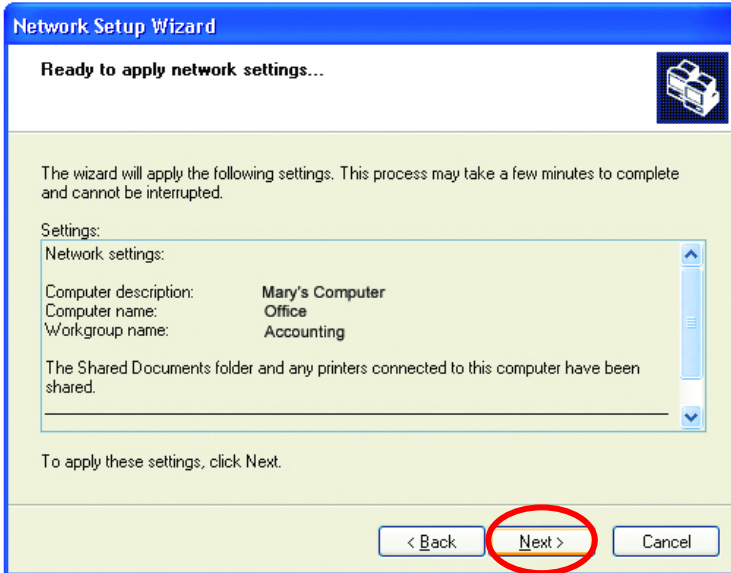 Network Setup Wizard
Ready to apply network settings...
The wizard will apply the following settings. This process may take a few minutes to complete
and cannot be interrupted.
Settings:
Network settings:
Computer description: Mary's Computer
Computer name: Office
Workgroup name: Accounting
The Shared Documents folder and any printers connected to this computer have been
shared.
To apply these settings, click Next.
< Back Next > Cancel